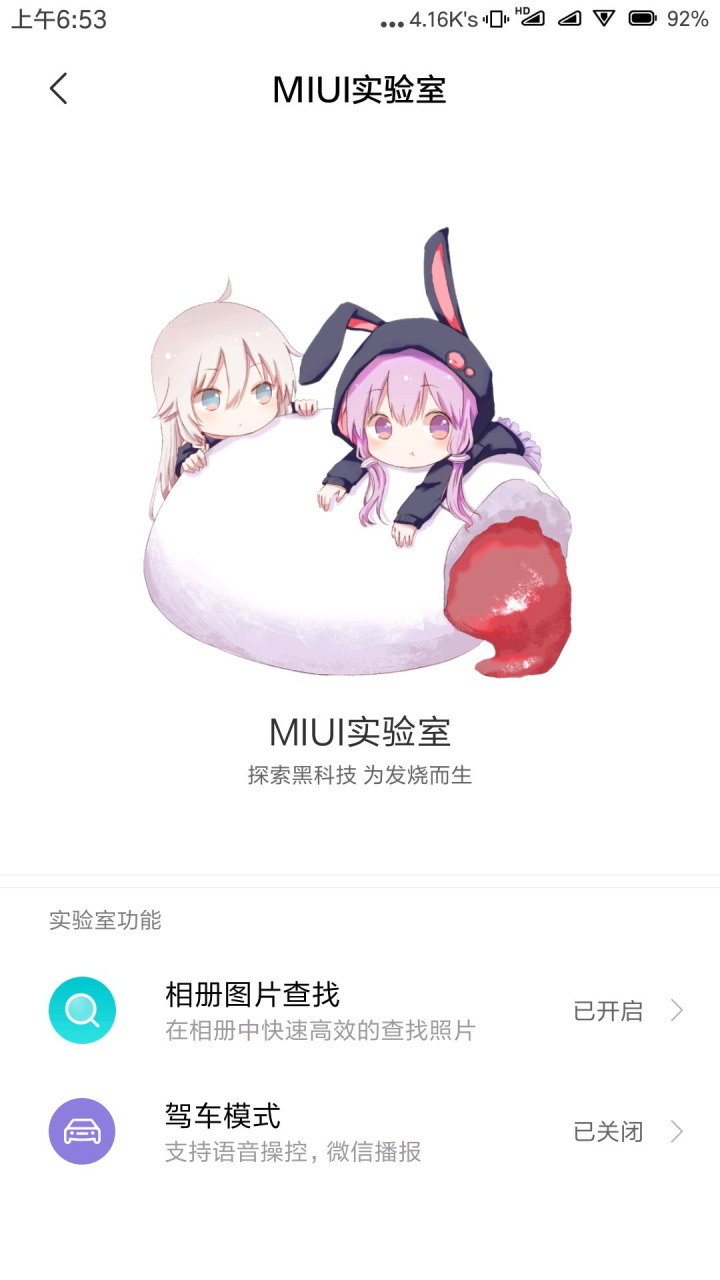 上午6:53
...4.16K's HD 92%
MIUI实验室
MIUI实验室
探索黑科技 为发烧而生
实验室功能
相册图片查找
在相册中快速高效的查找照片
已开启
驾车模式
支持语音操控，微信播报
已关闭